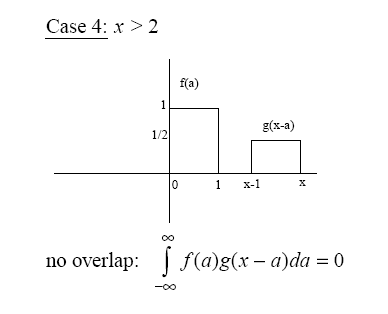 Case 4: x > 2
f(a)
1
g(x-a)
1/2
0 1 x-1 x
no overlap: ∫_{-∞}^{∞} f(a)g(x – a)da = 0